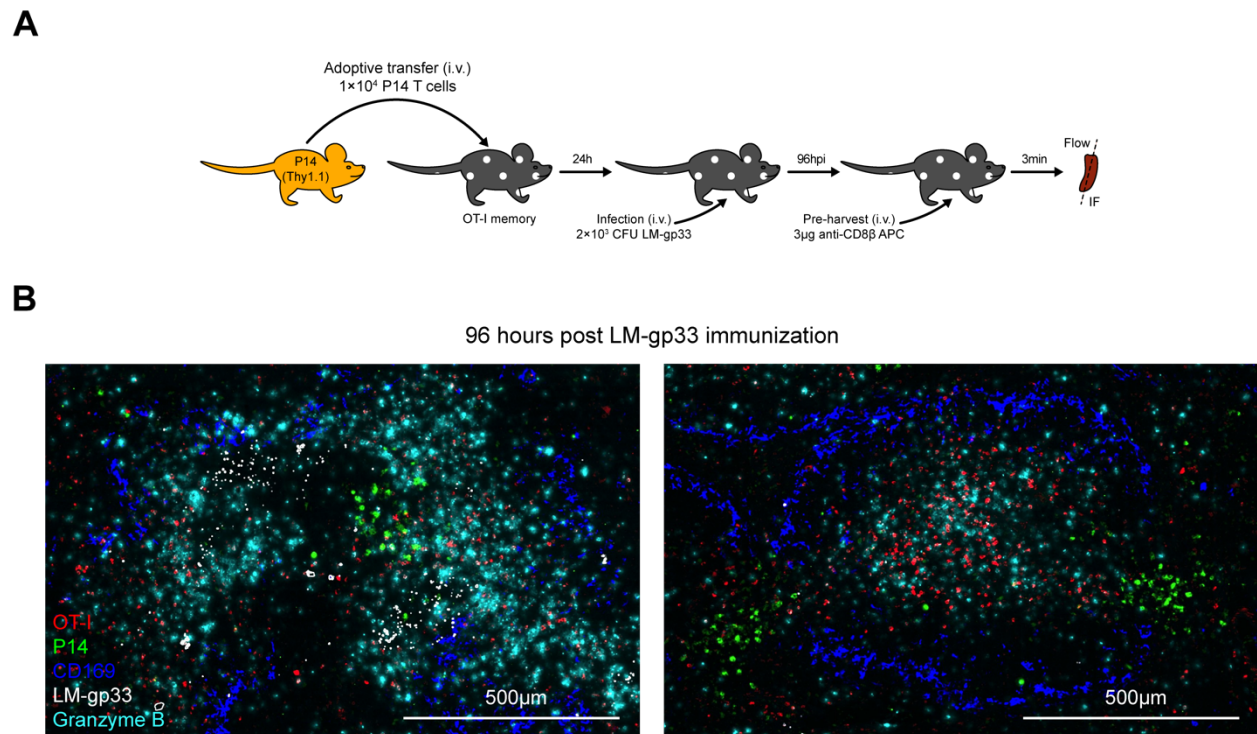 A
Adoptive transfer (i.v.)
1×10⁴ P14 T cells
P14
(Thy1.1)
OT-I memory
24h
Infection (i.v.)
2×10³ CFU LM-gp33
96hpi
Pre-harvest (i.v.)
3µg anti-CD8β APC
3min
Flow
IF
B
96 hours post LM-gp33 immunization
OT-I
P14
CD169
LM-gp33
Granzyme B
500µm
500µm